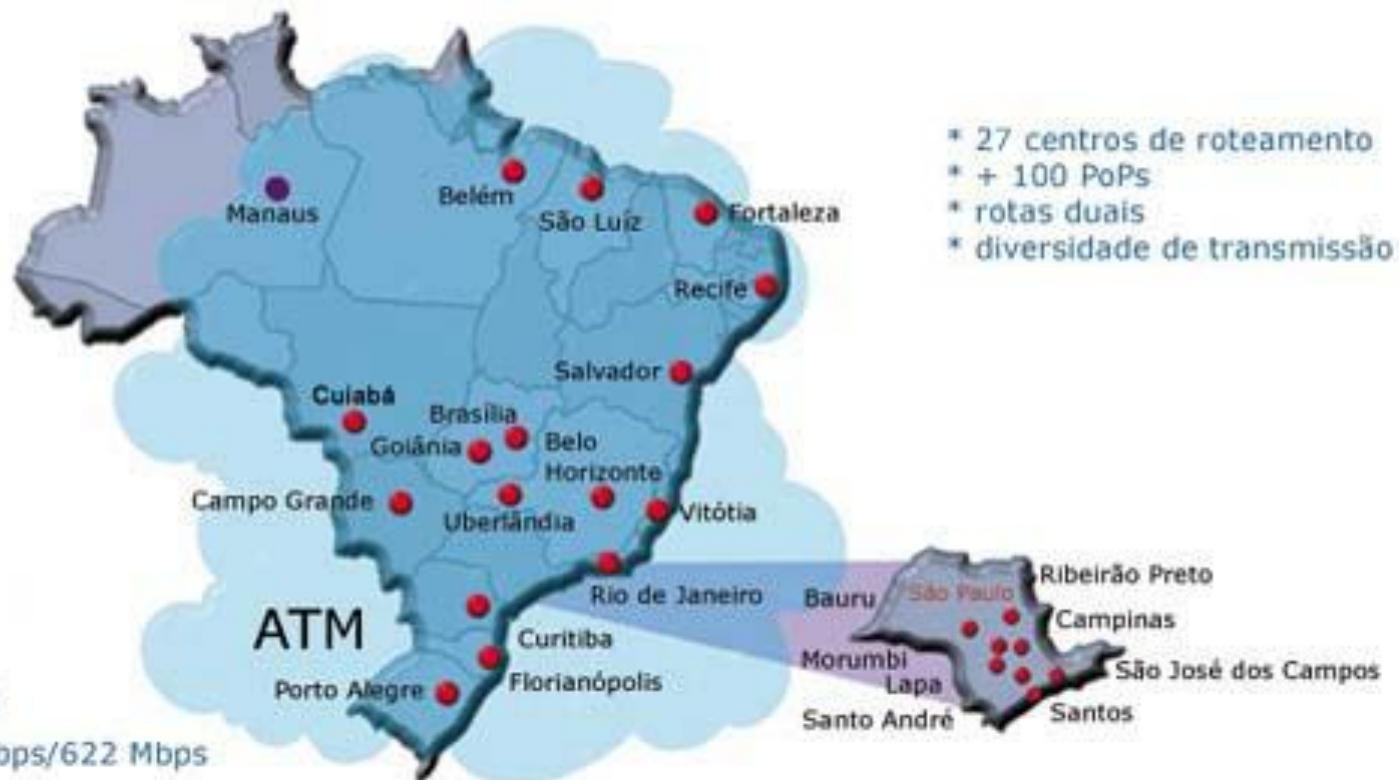 * 27 centros de roteamento
* + 100 PoPs
* rotas duais
* diversidade de transmissão
Manaus
Belém
São Luíz
Fortaleza
Recife
Salvador
Cuiabá
Brasília
Goiânia
Belo
Horizonte
Campo Grande
Uberlândia
Vitótia
Rio de Janeiro
ATM
Curitiba
Florianópolis
Porto Alegre
Bauru
São Paulo
Ribeirão Preto
Campinas
Morumbi
Lapa
São José dos Campos
Santo André
Santos
/622 Mbps